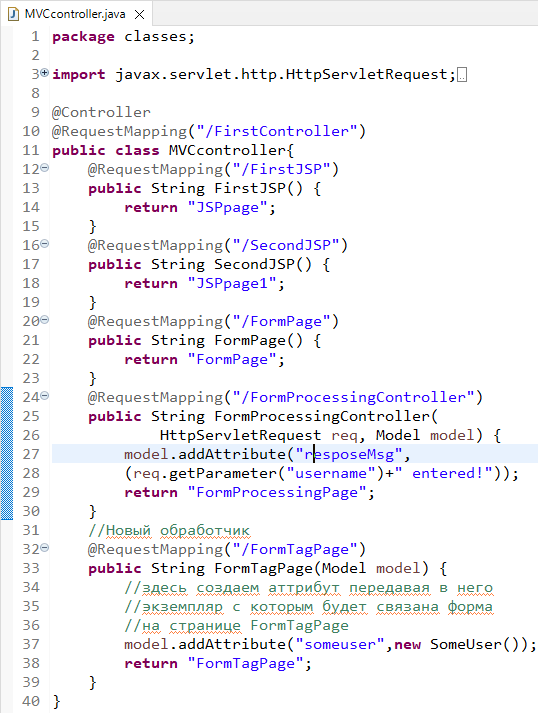 MVCcontroller.java
1 package classes;
2
3 import javax.servlet.http.HttpServletRequest;
8
9 @Controller
10 @RequestMapping("/FirstController")
11 public class MVCcontroller{
12 @RequestMapping("/FirstJSP")
13 public String FirstJSP() {
14 return "JSPpage";
15 }
16 @RequestMapping("/SecondJSP")
17 public String SecondJSP() {
18 return "JSPpage1";
19 }
20 @RequestMapping("/FormPage")
21 public String FormPage() {
22 return "FormPage";
23 }
24 @RequestMapping("/FormProcessingController")
25 public String FormProcessingController(
26 HttpServletRequest req, Model model) {
27 model.addAttribute("resposeMsg",
28 (req.getParameter("username")+" entered!"));
29 return "FormProcessingPage";
30 }
31 //Новый обработчик
32 @RequestMapping("/FormTagPage")
33 public String FormTagPage(Model model) {
34 //здесь создаем аттрибут передавая в него
35 //экземпляр с которым будет связана форма
36 //на странице FormTagPage
37 model.addAttribute("someuser",new SomeUser());
38 return "FormTagPage";
39 }
40 }